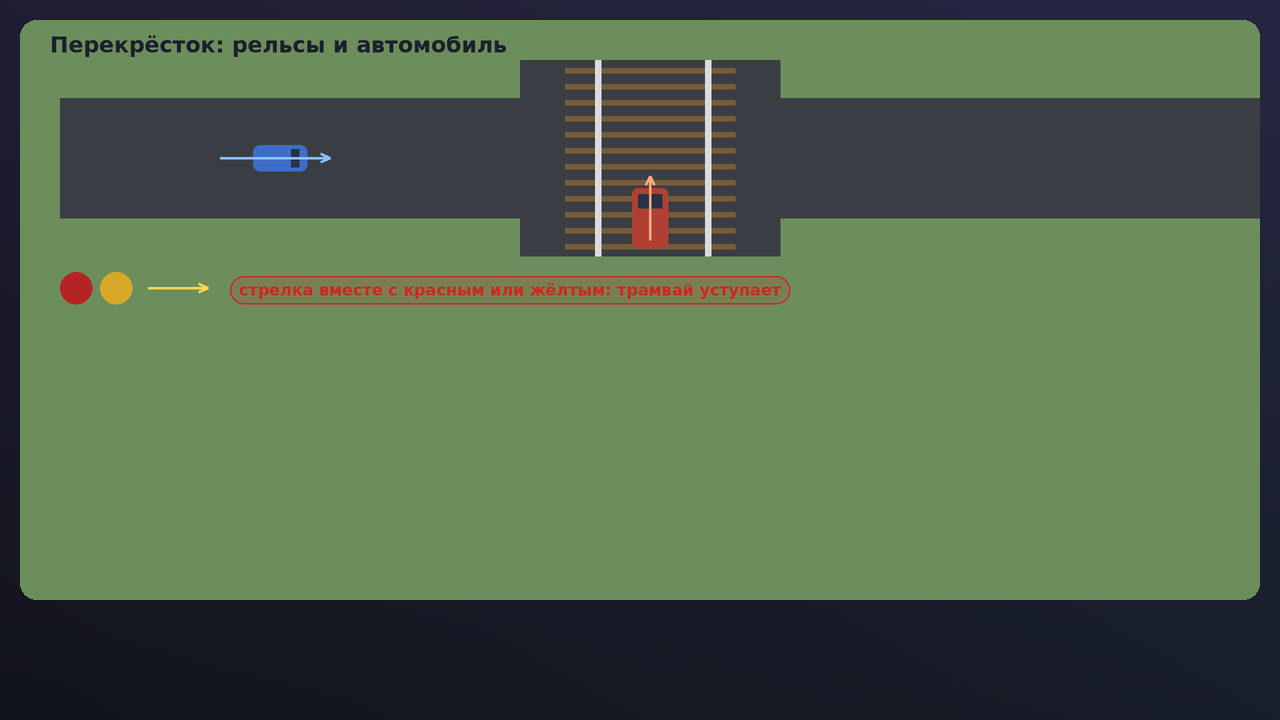 Перекрёсток: рельсы и автомобиль
стрелка вместе с красным или жёлтым: трамвай уступает